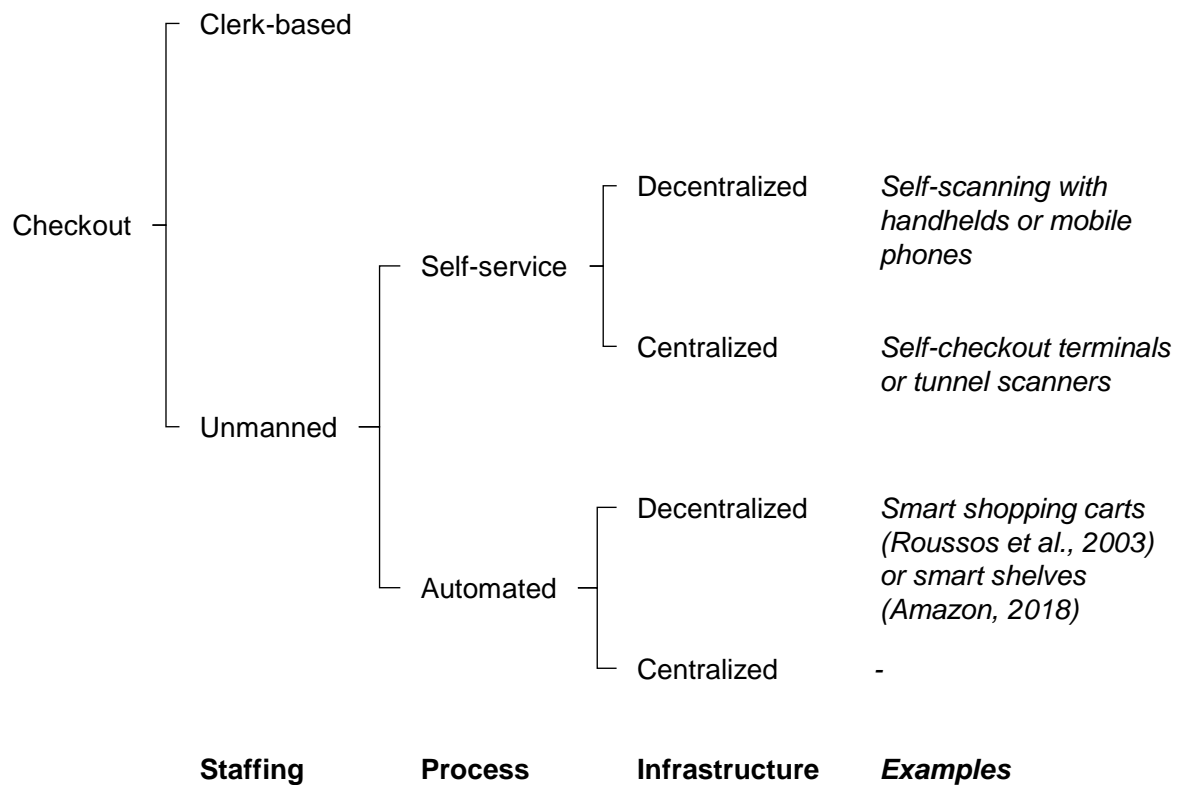 Clerk-based
Decentralized
Self-scanning with
handhelds or mobile
phones
Checkout
Self-service
Centralized
Self-checkout terminals
or tunnel scanners
Unmanned
Decentralized
Smart shopping carts
(Roussos et al., 2003)
or smart shelves
(Amazon, 2018)
Automated
Centralized
-
Staffing
Process
Infrastructure
Examples